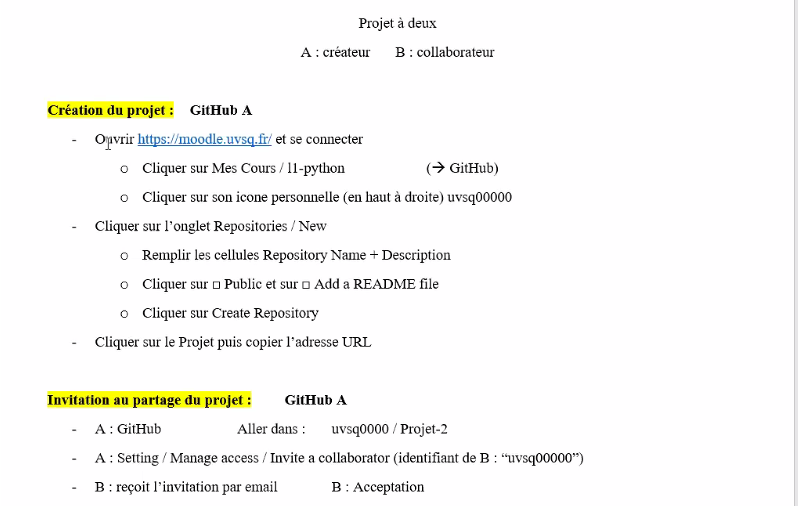 Projet à deux
A : créateur B : collaborateur
Création du projet : GitHub A
- Ouvrir https://moodle.uvsq.fr/ et se connecter
o Cliquer sur Mes Cours / l1-python (→ GitHub)
o Cliquer sur son icone personnelle (en haut à droite) uvsq00000
- Cliquer sur l’onglet Repositories / New
o Remplir les cellules Repository Name + Description
o Cliquer sur □ Public et sur □ Add a README file
o Cliquer sur Create Repository
- Cliquer sur le Projet puis copier l’adresse URL
Invitation au partage du projet : GitHub A
- A : GitHub Aller dans : uvsq0000 / Projet-2
- A : Setting / Manage access / Invite a collaborator (identifiant de B : “uvsq00000”)
- B : reçoit l’invitation par email B : Acceptation